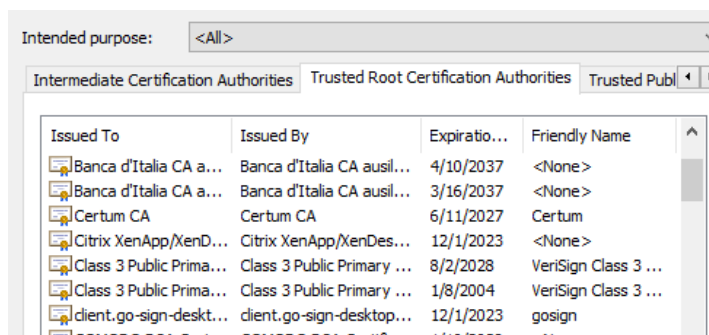 Intended purpose: <All>
Intermediate Certification Authorities Trusted Root Certification Authorities Trusted Publ
Issued To Issued By Expiratio... Friendly Name
Banca d'Italia CA a... Banca d'Italia CA ausil... 4/10/2037 <None>
Banca d'Italia CA a... Banca d'Italia CA ausil... 3/16/2037 <None>
Certum CA Certum CA 6/11/2027 Certum
Citrix XenApp/XenD... Citrix XenApp/XenDes... 12/1/2023 <None>
Class 3 Public Prima... Class 3 Public Primary ... 8/2/2028 VeriSign Class 3 ...
Class 3 Public Prima... Class 3 Public Primary ... 1/8/2004 VeriSign Class 3 ...
client.go-sign-deskt... client.go-sign-desktop... 12/1/2023 gosign